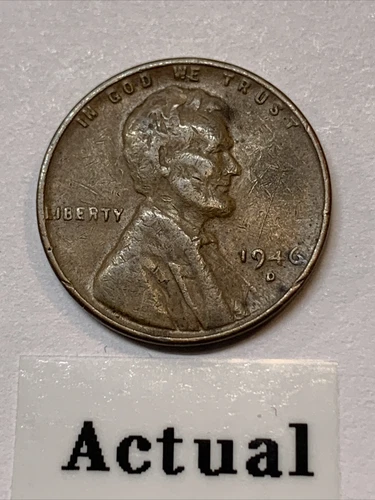 IN GOD WE TRUST
LIBERTY
1946
D
Actual